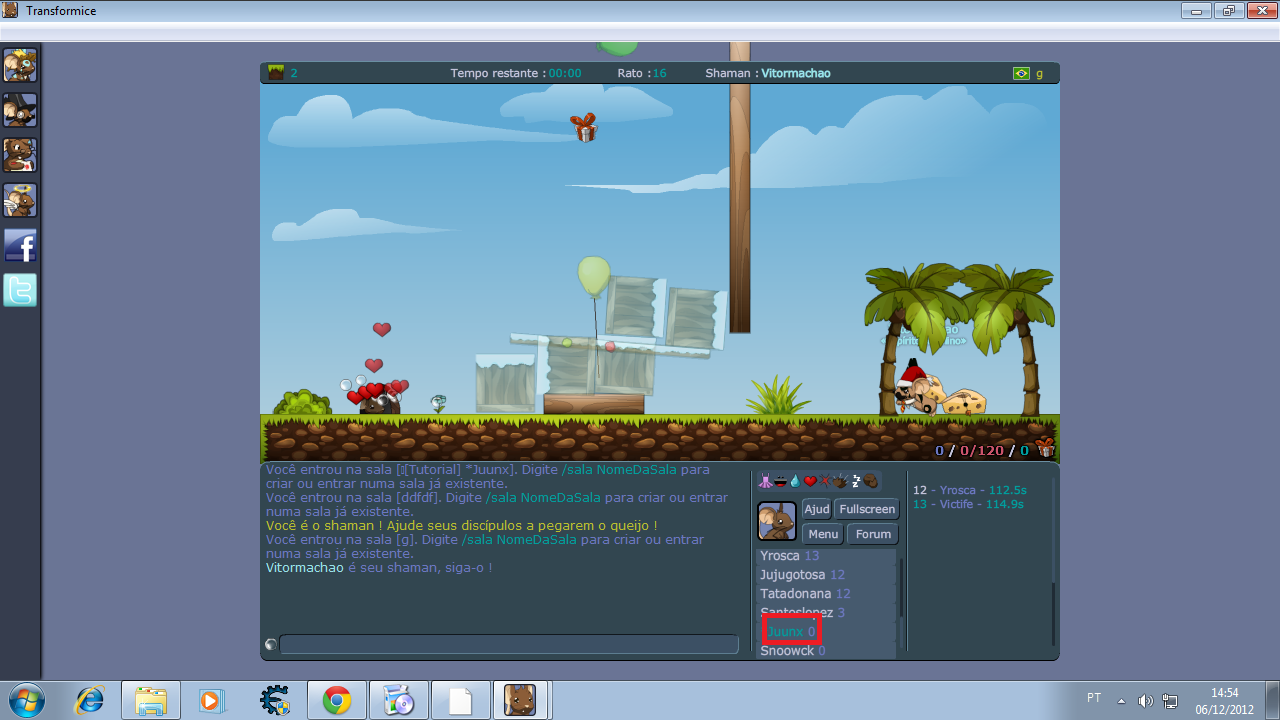 Transformice
2 Tempo restante : 00:00 Rato : 16 Shaman : Vitormachao g
0 / 0/120 / 0
Você entrou na sala [[Tutorial] *Juunx]. Digite /sala NomeDaSala para
criar ou entrar numa sala já existente.
Você entrou na sala [ddfdf]. Digite /sala NomeDaSala para criar ou entrar
numa sala já existente.
Você é o shaman ! Ajude seus discípulos a pegarem o queijo !
Você entrou na sala [g]. Digite /sala NomeDaSala para criar ou entrar
numa sala já existente.
Vitormachao é seu shaman, siga-o !
Ajud Fullscreen
Menu Forum
Yrosca 13
Jujugotosa 12
Tatadonana 12
Santoslopez 3
Juunx 0
Snoowck 0
12 - Yrosca - 112.5s
13 - Victife - 114.9s
PT
14:54
06/12/2012